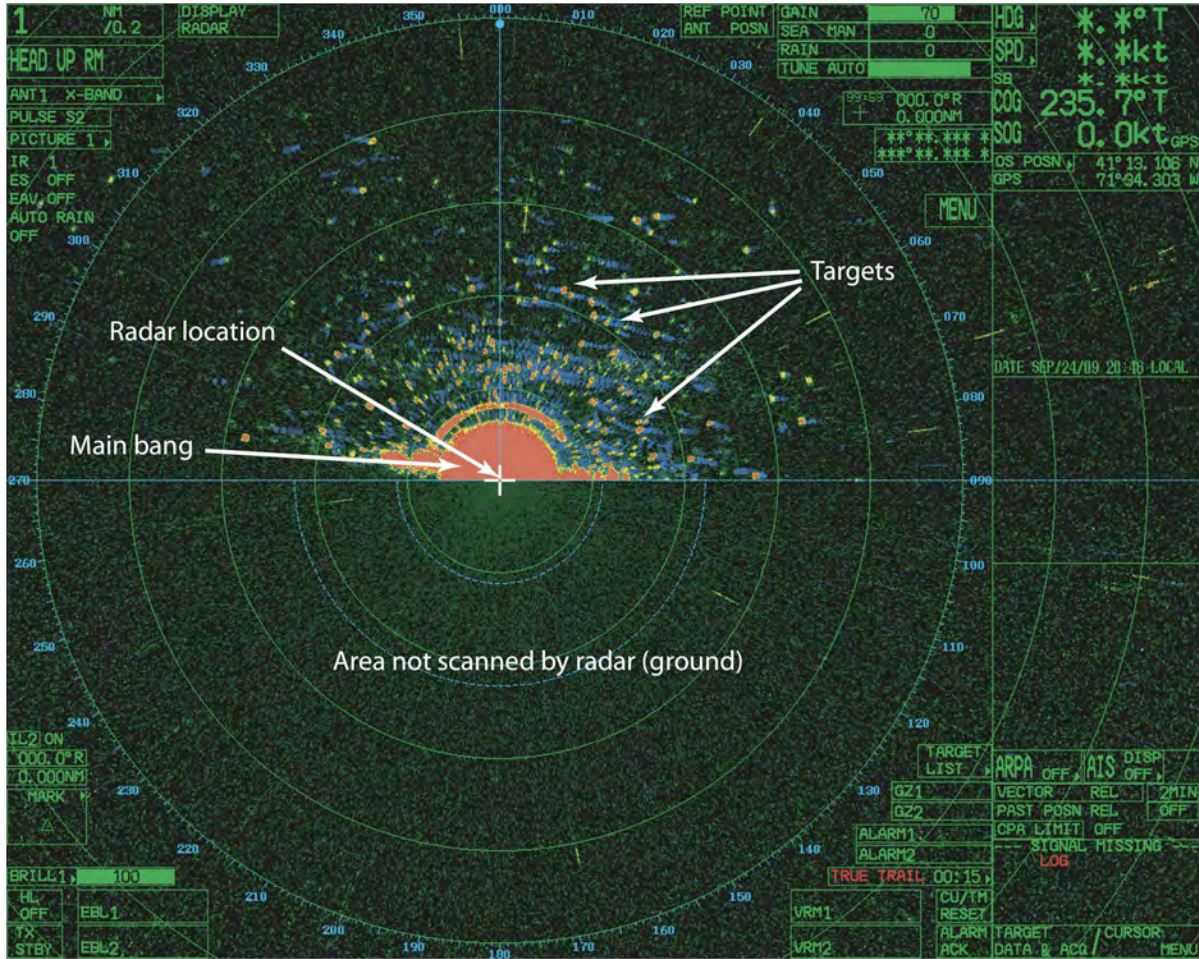 1 NM /0.2
DISPLAY RADAR
HEAD UP RM
ANT1 X-BAND
PULSE S2
PICTURE 1
IR 1
ES OFF
EAV OFF
AUTO RAIN
OFF
REF POINT
ANT POSN
GAIN 70
SEA MAN 0
RAIN 0
TUNE AUTO
000.0°R
0.000NM
**°**.*** *
***°**.*** *
MENU
HDG *.*°T
SPD *.*kt
SB *.*kt
COG 235.7°T
SOG 0.0kt GPS
OS POSN 41°13.106 N
GPS 71°34.303 W
DATE SEP/24/09 20:46 LOCAL
000
010
020
030
040
050
060
070
080
090
100
110
120
130
140
150
160
170
180
190
200
210
220
230
240
250
260
270
280
290
300
310
320
330
340
350
Targets
Radar location
Main bang
Area not scanned by radar (ground)
IL2 ON
000.0°R
0.000NM
MARK
BRILL1 100
HL OFF
EBL1
TX STBY
EBL2
TARGET LIST
GZ1
GZ2
ALARM1
ALARM2
TRUE TRAIL 00:15
VRM1
VRM2
CU/TM RESET
ALARM ACK
ARPA OFF
AIS DISP OFF
VECTOR REL 2MIN
PAST POSN REL OFF
CPA LIMIT OFF
--- SIGNAL MISSING ---
LOG
TARGET / CURSOR
DATA & ACQ / MENU